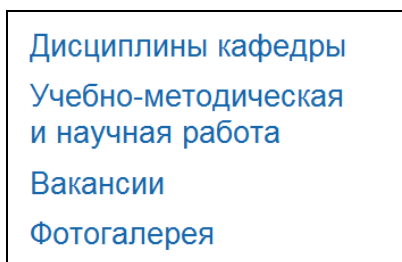 Дисциплины кафедры
Учебно-методическая
и научная работа
Вакансии
Фотогалерея